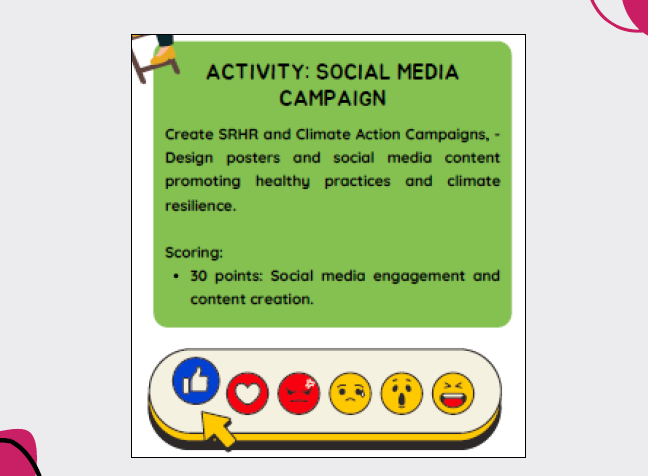 ACTIVITY: SOCIAL MEDIA
CAMPAIGN
Create SRHR and Climate Action Campaigns, -
Design posters and social media content
promoting healthy practices and climate
resilience.
Scoring:
• 30 points: Social media engagement and
content creation.